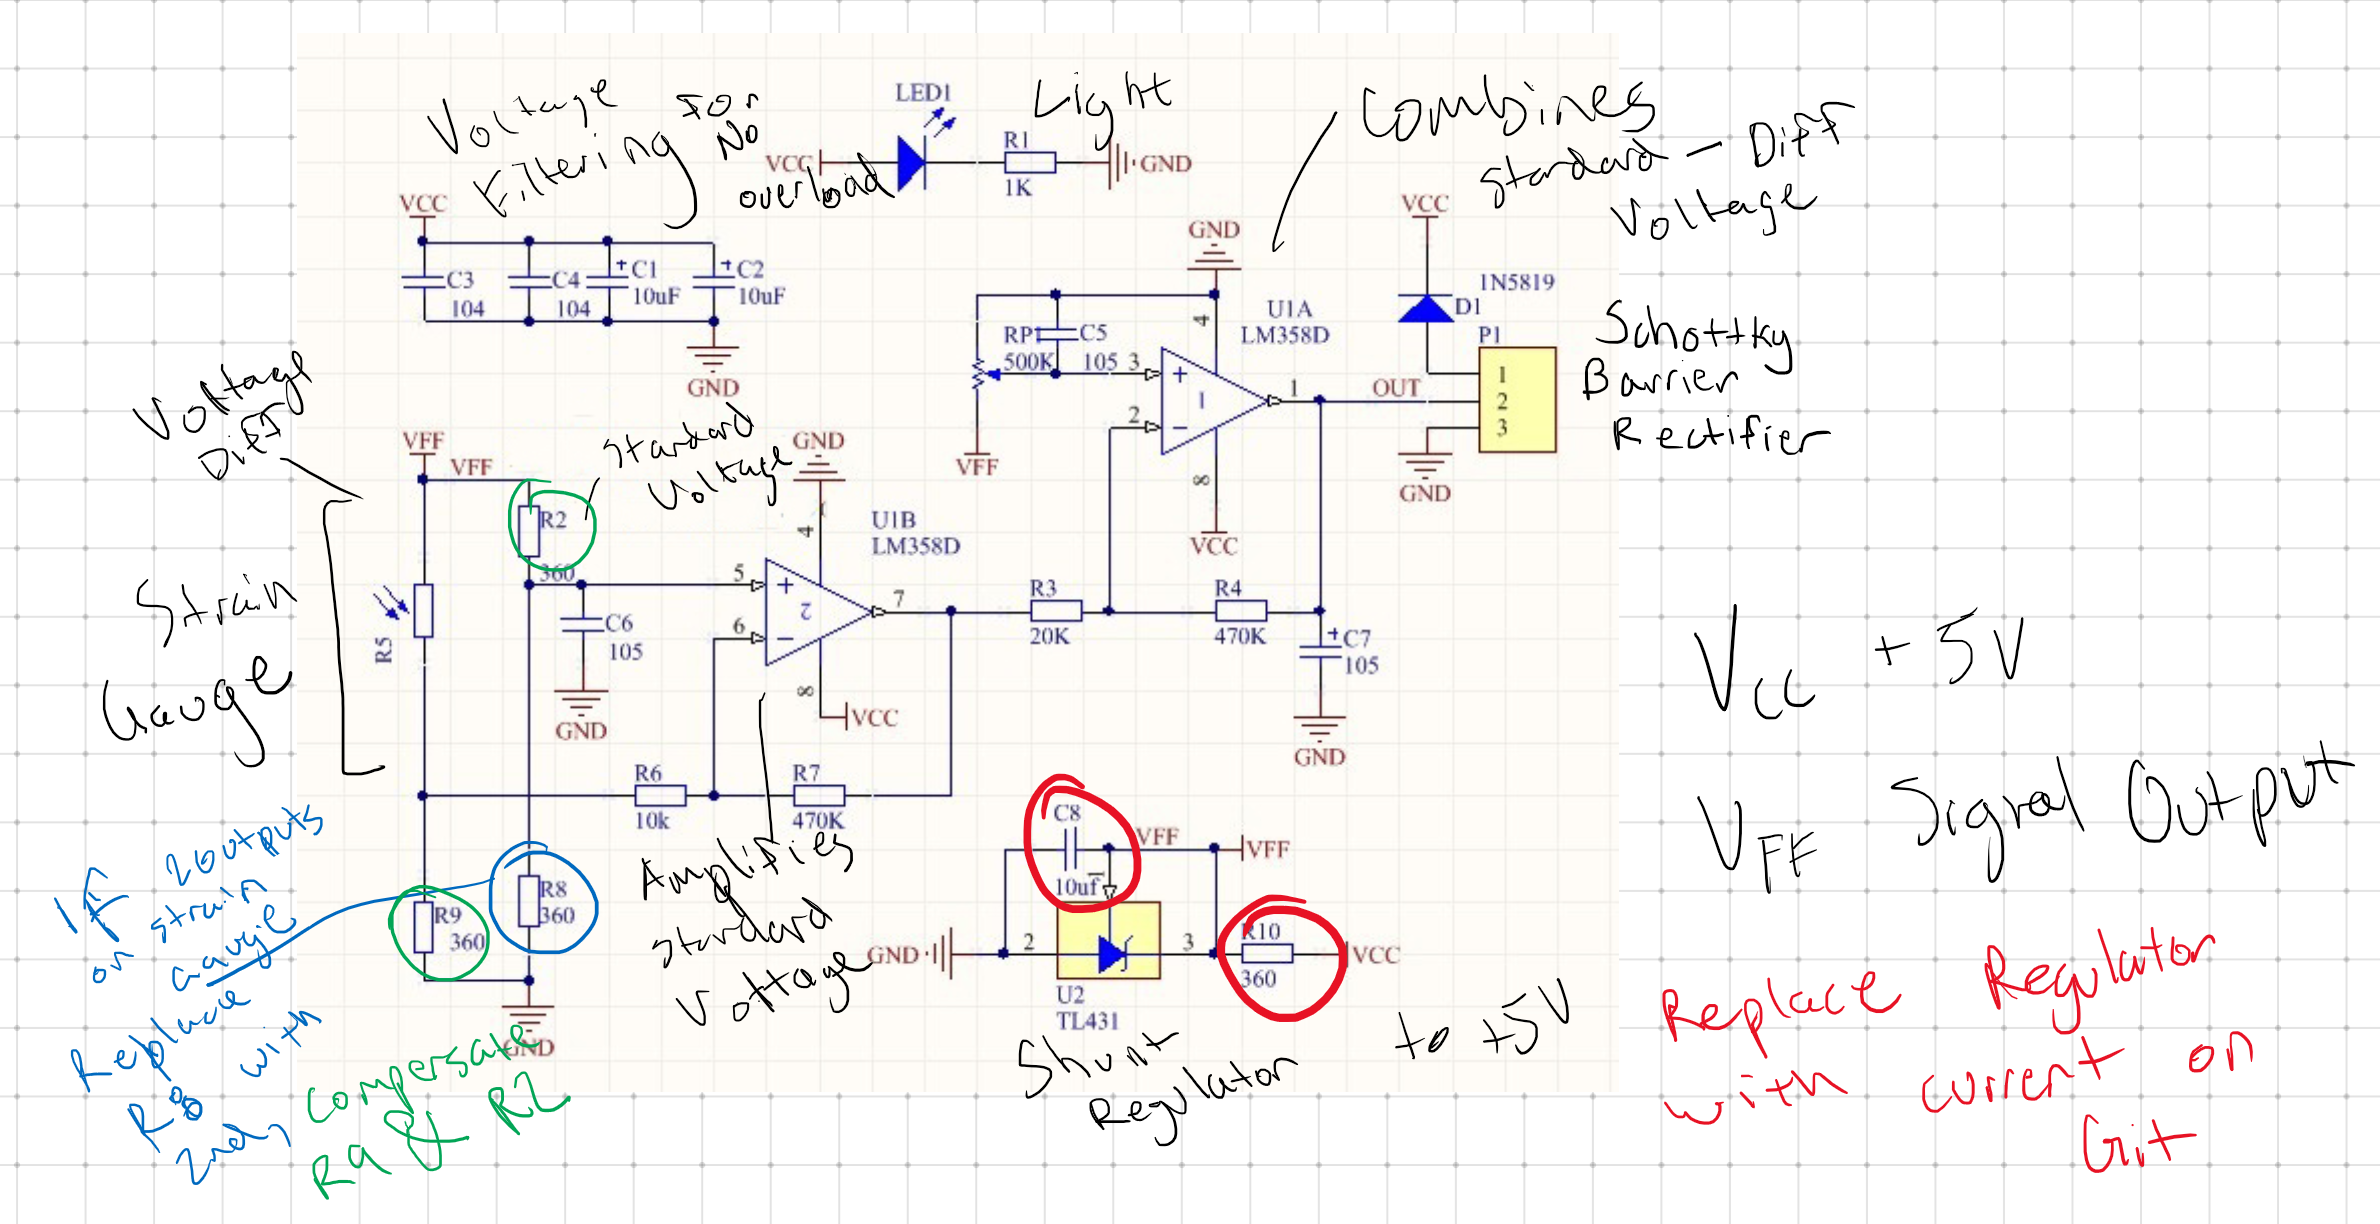 Voltage
Filtering For
No
overload
LED1
Light
VCC
R1
1K
GND
Combines
standard - Diff
Voltage
VCC
C3
104
C4
104
+ C1
10uF
+ C2
10uF
GND
GND
RP1
500K
C5
105
3
2
4
8
1
+
-
1
U1A
LM358D
VFF
VCC
OUT
VCC
1N5819
D1
P1
1
2
3
GND
Schottky
Barrier
Rectifier
Voltage
Diff
VFF
VFF
Standard
Voltage
GND
R2
360
4
U1B
LM358D
5
6
+
-
2
7
8
VCC
Strain
Gauge
R5
C6
105
GND
R3
20K
R4
470K
+ C7
105
GND
R6
10k
R7
470K
Amplifies
standard
Voltage
VCC +5V
VFF Signal Output
If 2 outputs
on strain
gauge
Replace
R8 with
2nd,
R9
360
R8
360
GND
Compensate
R9 & R2
C8
10uf
VFF
VFF
1
GND
2
3
R10
360
VCC
U2
TL431
Shunt
Regulator
to +5V
Replace Regulator
with current on
Git